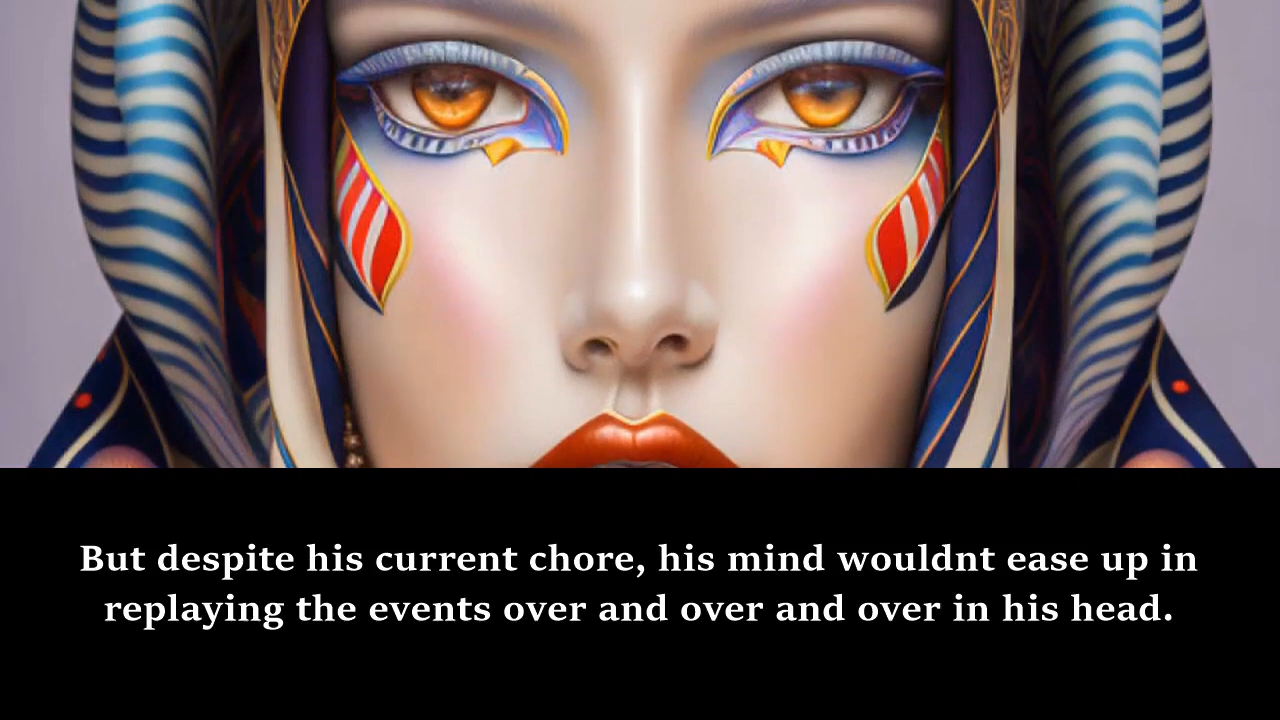 But despite his current chore, his mind wouldnt ease up in
replaying the events over and over and over in his head.